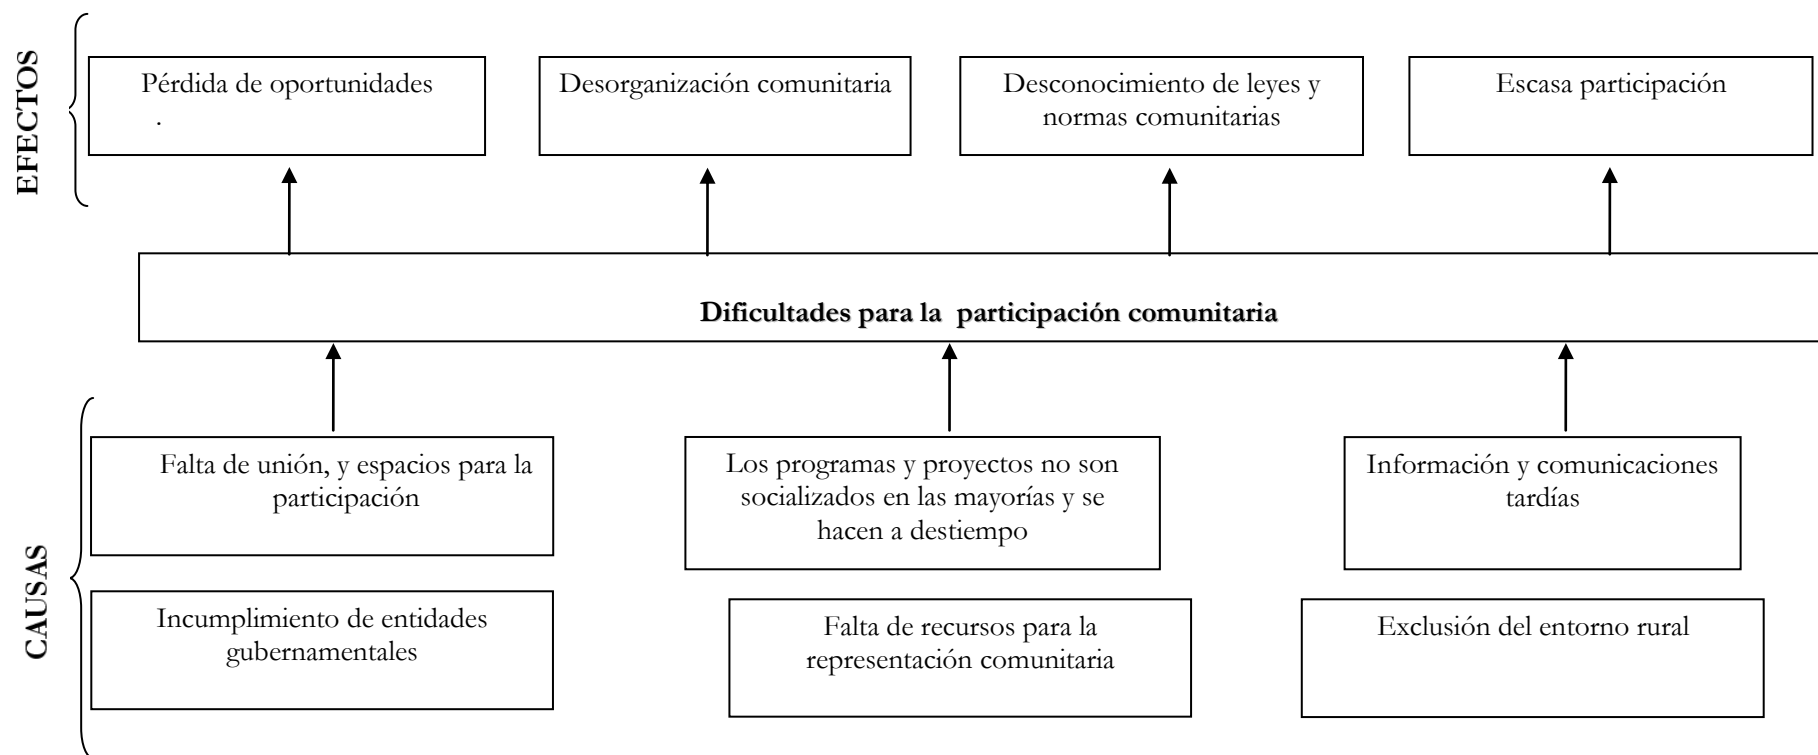 EFECTOS
Pérdida de oportunidades
.
Desorganización comunitaria
Desconocimiento de leyes y
normas comunitarias
Escasa participación
Dificultades para la  participación comunitaria
CAUSAS
Falta de unión, y espacios para la
participación
Los programas y proyectos no son
socializados en las mayorías y se
hacen a destiempo
Información y comunicaciones
tardías
Incumplimiento de entidades
gubernamentales
Falta de recursos para la
representación comunitaria
Exclusión del entorno rural